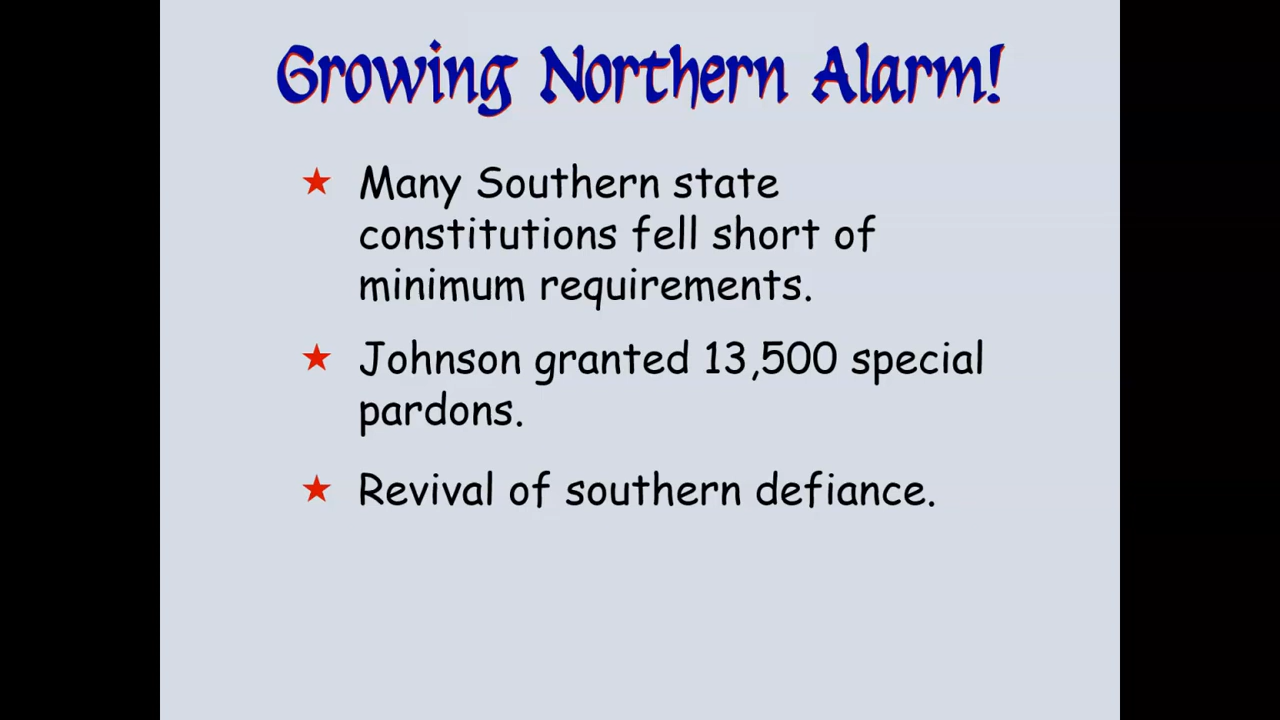 Growing Northern Alarm!
★ Many Southern state
constitutions fell short of
minimum requirements.
★ Johnson granted 13,500 special
pardons.
★ Revival of southern defiance.